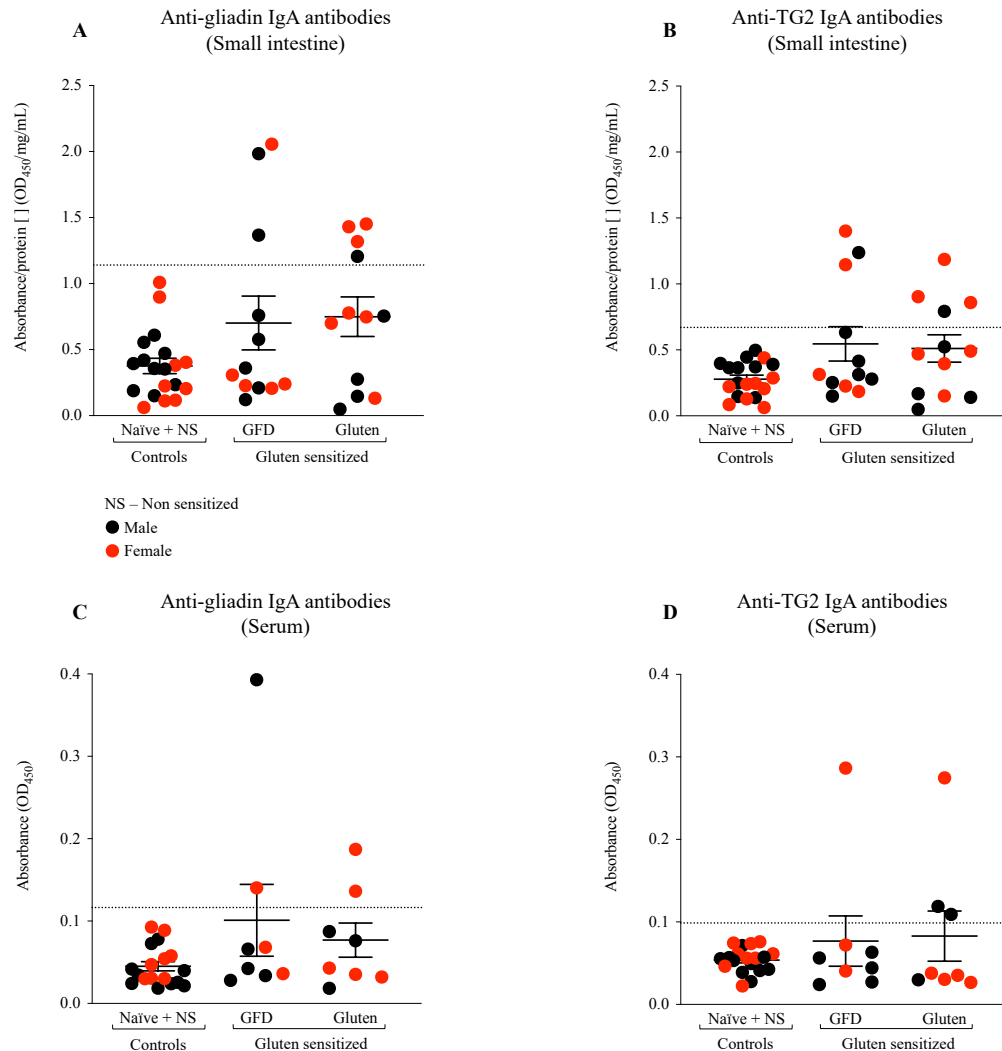 A
Anti-gliadin IgA antibodies
(Small intestine)
Absorbance/protein [ ] (OD450/mg/mL)
2.5
2.0
1.5
1.0
0.5
0.0
Naïve + NS
GFD
Gluten
Controls
Gluten sensitized
B
Anti-TG2 IgA antibodies
(Small intestine)
Absorbance/protein [ ] (OD450/mg/mL)
2.5
2.0
1.5
1.0
0.5
0.0
Naïve + NS
GFD
Gluten
Controls
Gluten sensitized
NS – Non sensitized
Male
Female
C
Anti-gliadin IgA antibodies
(Serum)
Absorbance (OD450)
0.4
0.3
0.2
0.1
0.0
Naïve + NS
GFD
Gluten
Controls
Gluten sensitized
D
Anti-TG2 IgA antibodies
(Serum)
Absorbance (OD450)
0.4
0.3
0.2
0.1
0.0
Naïve + NS
GFD
Gluten
Controls
Gluten sensitized